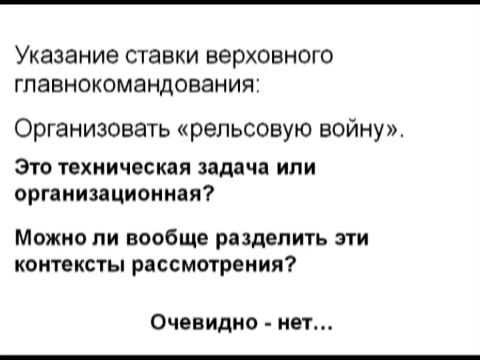 Указание ставки верховного
главнокомандования:
Организовать «рельсовую войну».
Это техническая задача или
организационная?
Можно ли вообще разделить эти
контексты рассмотрения?
Очевидно - нет...